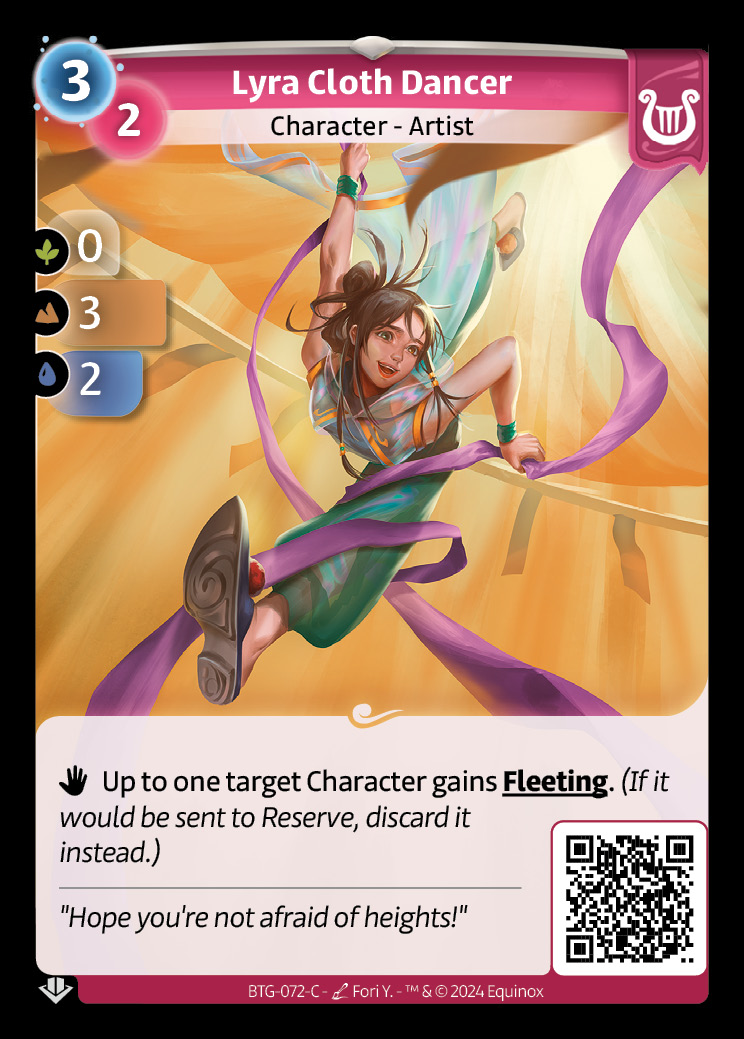 3
Lyra Cloth Dancer
2
Character - Artist
0
3
2
Up to one target Character gains Fleeting. (If it
would be sent to Reserve, discard it
instead.)
"Hope you're not afraid of heights!"
BTG-072-C - Fori Y. - ™ & © 2024 Equinox